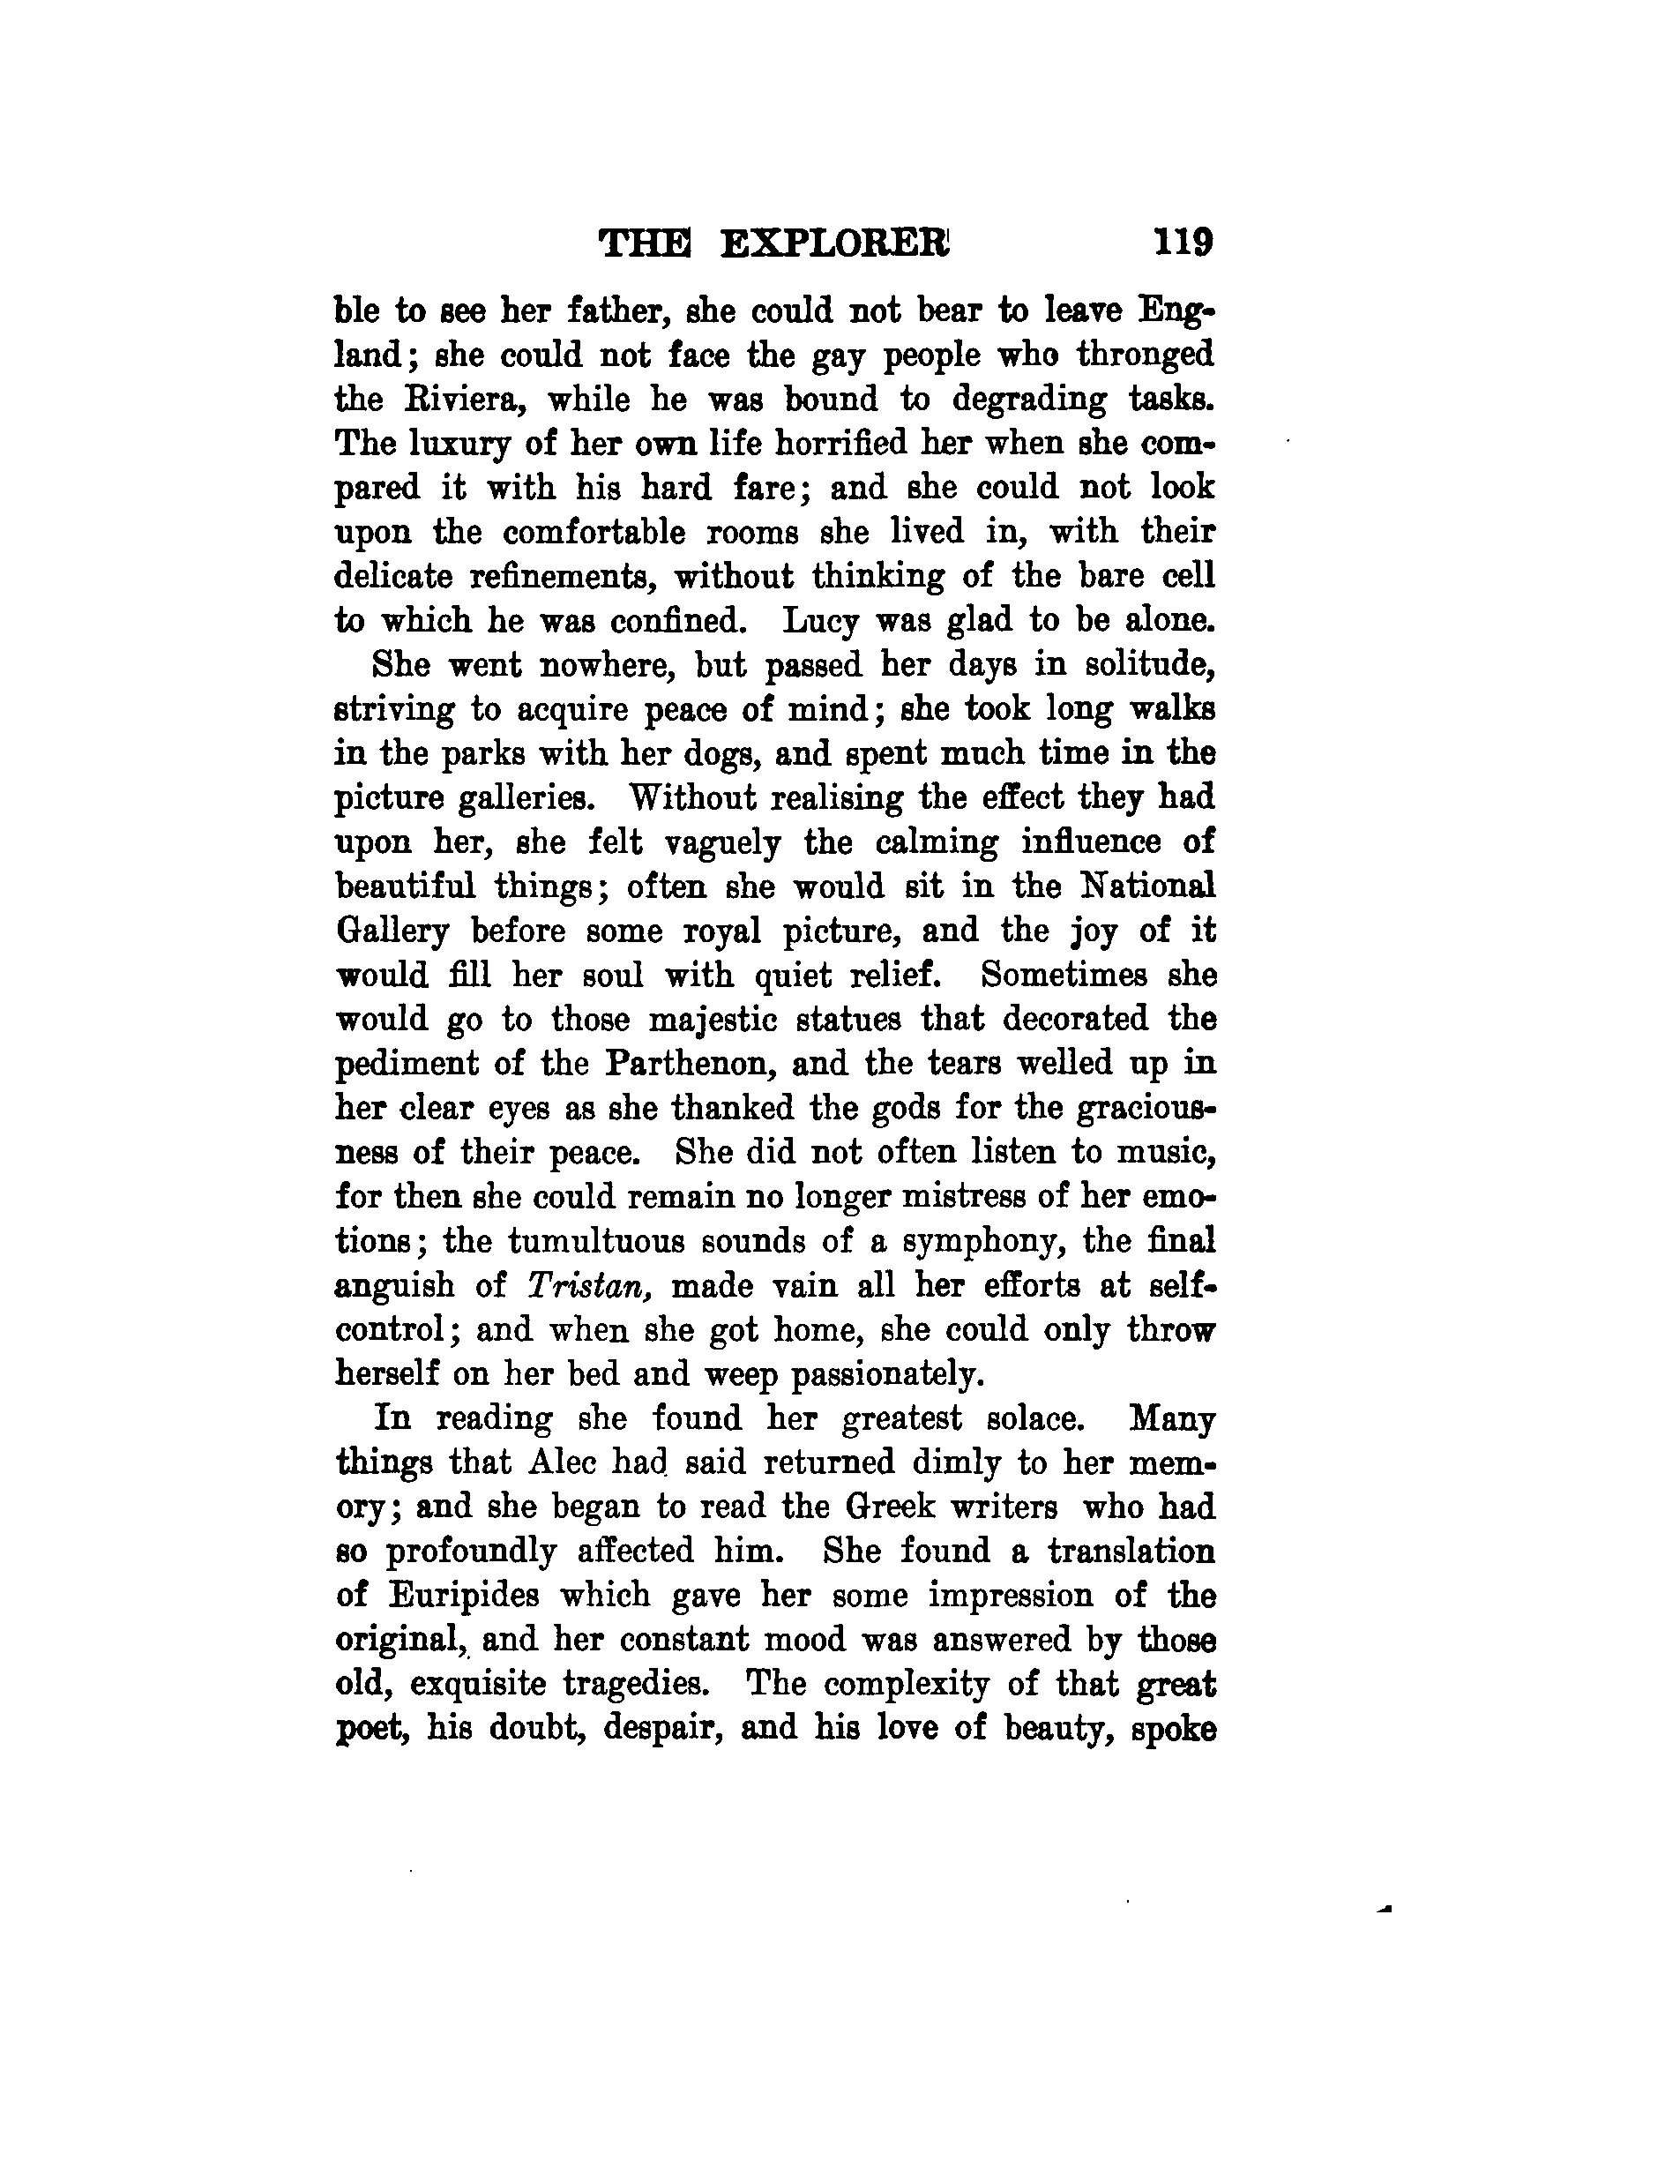 THE EXPLORER 119
ble to see her father, she could not bear to leave Eng-
land; she could not face the gay people who thronged
the Riviera, while he was bound to degrading tasks.
The luxury of her own life horrified her when she com-
pared it with his hard fare; and she could not look
upon the comfortable rooms she lived in, with their
delicate refinements, without thinking of the bare cell
to which he was confined. Lucy was glad to be alone.
She went nowhere, but passed her days in solitude,
striving to acquire peace of mind; she took long walks
in the parks with her dogs, and spent much time in the
picture galleries. Without realising the effect they had
upon her, she felt vaguely the calming influence of
beautiful things; often she would sit in the National
Gallery before some royal picture, and the joy of it
would fill her soul with quiet relief. Sometimes she
would go to those majestic statues that decorated the
pediment of the Parthenon, and the tears welled up in
her clear eyes as she thanked the gods for the gracious-
ness of their peace. She did not often listen to music,
for then she could remain no longer mistress of her emo-
tions; the tumultuous sounds of a symphony, the final
anguish of Tristan, made vain all her efforts at self-
control; and when she got home, she could only throw
herself on her bed and weep passionately.
In reading she found her greatest solace. Many
things that Alec had said returned dimly to her mem-
ory; and she began to read the Greek writers who had
so profoundly affected him. She found a translation
of Euripides which gave her some impression of the
original, and her constant mood was answered by those
old, exquisite tragedies. The complexity of that great
poet, his doubt, despair, and his love of beauty, spoke